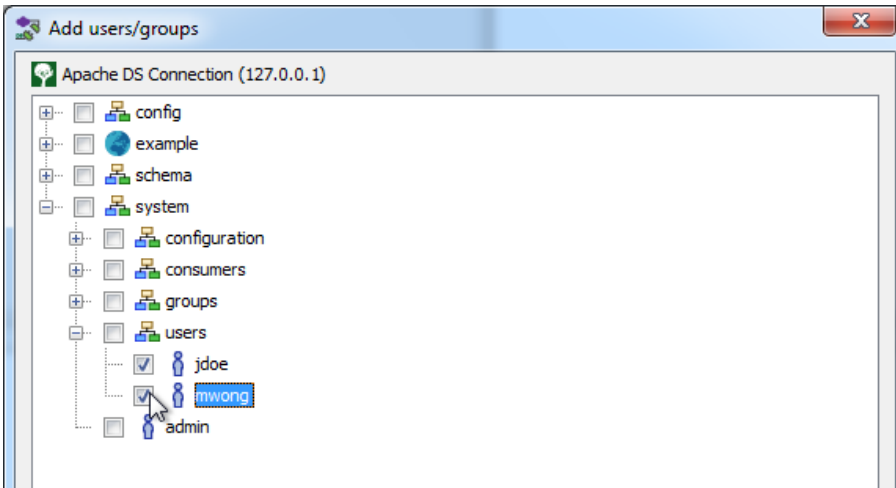 Add users/groups
Apache DS Connection (127.0.0.1)
config
example
schema
system
configuration
consumers
groups
users
jdoe
mwong
admin